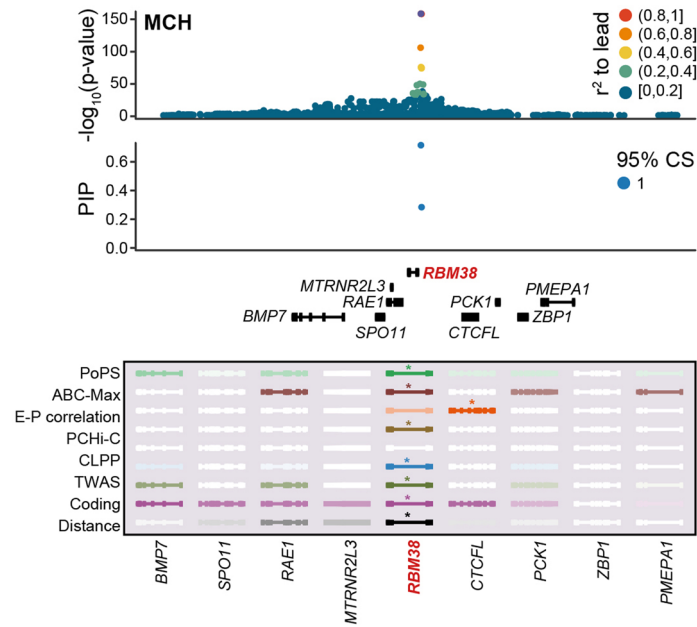 MCH
-log10(p-value)
150
100
50
0
r² to lead
(0.8,1]
(0.6,0.8]
(0.4,0.6]
(0.2,0.4]
[0,0.2]
PIP
0.6
0.4
0.2
0.0
95% CS
1
RBM38
MTRNR2L3
PMEPA1
RAE1
PCK1
BMP7
ZBP1
SPO11
CTCFL
PoPS
*
ABC-Max
*
E-P correlation
*
PCHi-C
*
CLPP
*
TWAS
*
Coding
*
Distance
*
BMP7
SPO11
RAE1
MTRNR2L3
RBM38
CTCFL
PCK1
ZBP1
PMEPA1